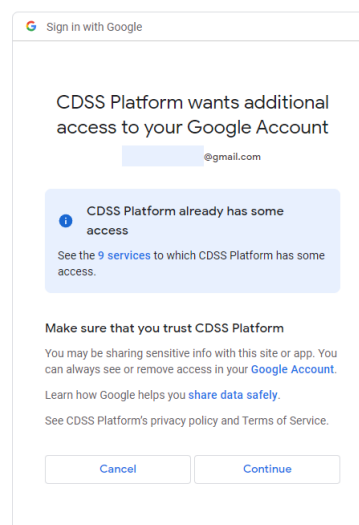 Sign in with Google
CDSS Platform wants additional
access to your Google Account
@gmail.com
CDSS Platform already has some
access
See the 9 services to which CDSS Platform has some
access.
Make sure that you trust CDSS Platform
You may be sharing sensitive info with this site or app. You
can always see or remove access in your Google Account.
Learn how Google helps you share data safely.
See CDSS Platform's privacy policy and Terms of Service.
Cancel
Continue